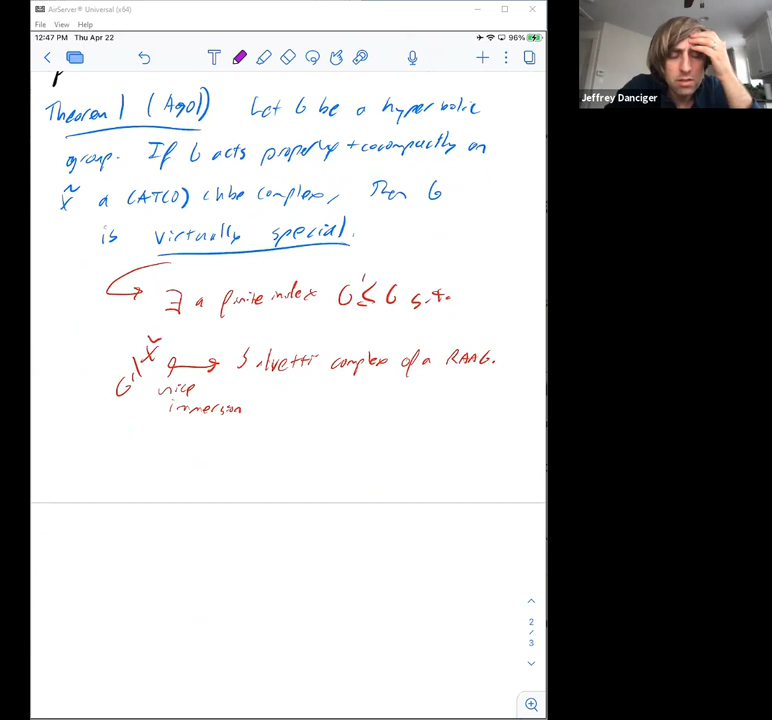 AirServer® Universal (x64)
File Edit View Help
12:47 PM Thu Apr 22
96%
T
Theorem 1 (Agol) Let G be a hyperbolic
group. If G acts properly + cocompactly on
X̃ a CAT(0) cube complex, Then G
is virtually special.
∃ a finite index G' ≤ G s.t.
G'\X̃ ↪ Salvetti complex of a RAAG.
nice
immersion
2
/
3
Jeffrey Danciger